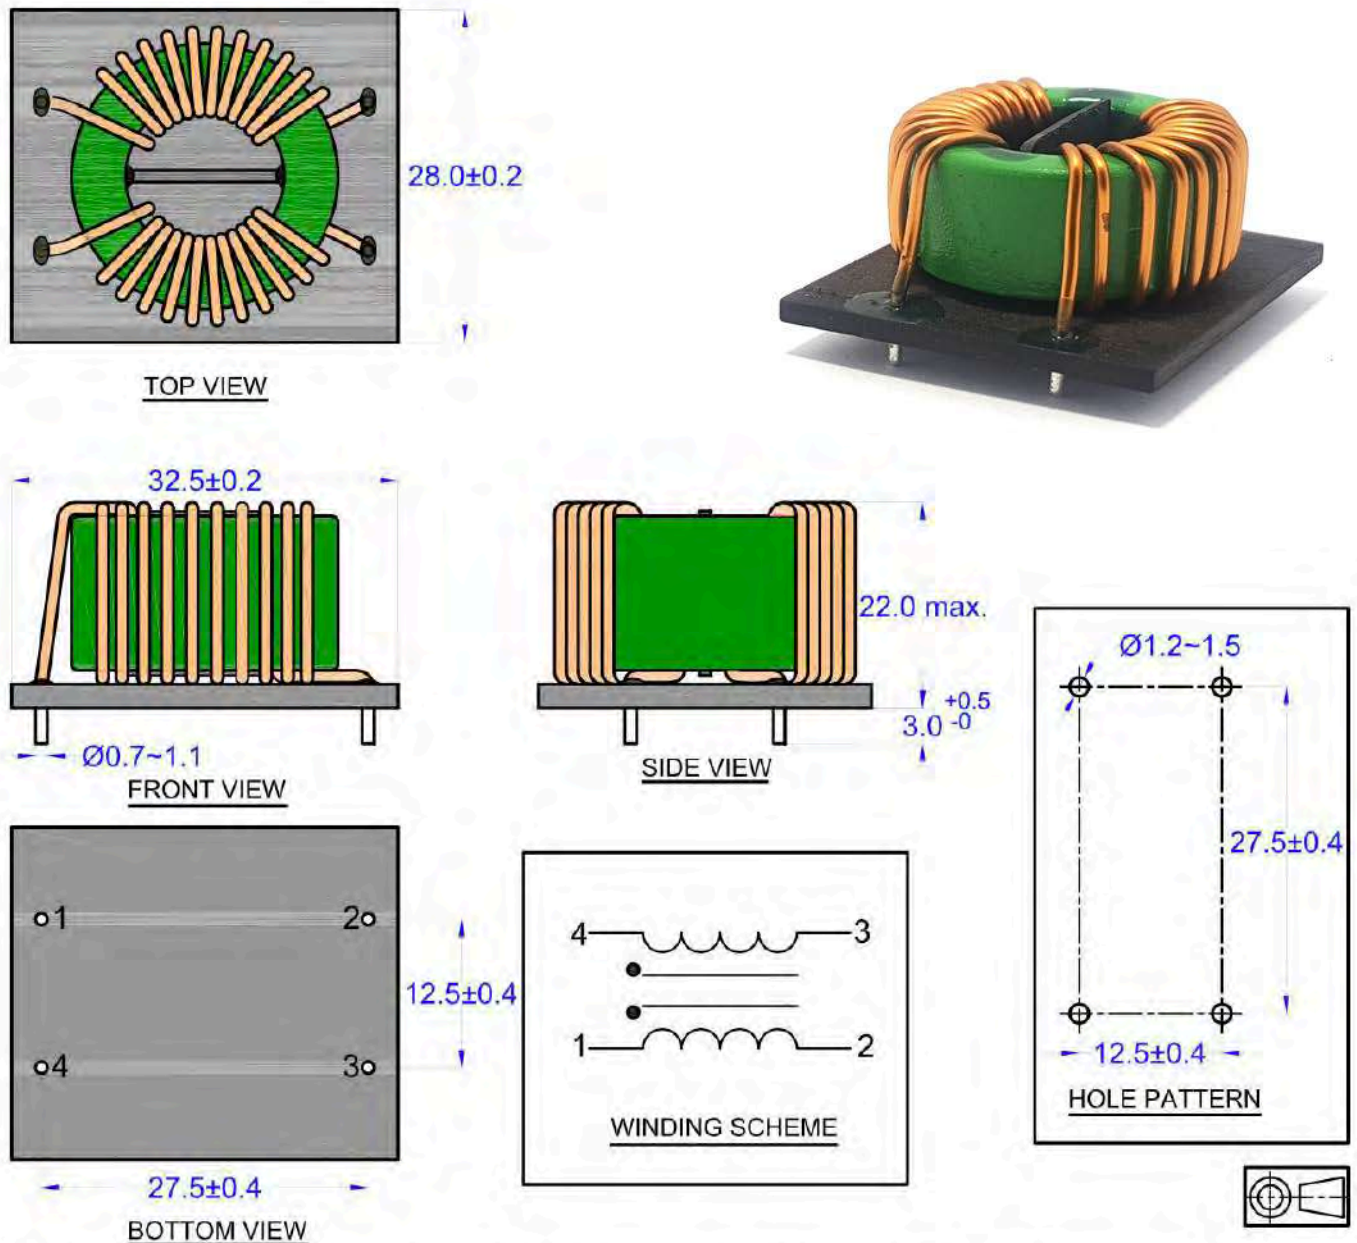 28.0±0.2
TOP VIEW
32.5±0.2
22.0 max.
+0.5
3.0 -0
Ø0.7~1.1
FRONT VIEW
SIDE VIEW
Ø1.2~1.5
27.5±0.4
12.5±0.4
HOLE PATTERN
1
2
12.5±0.4
4
3
27.5±0.4
BOTTOM VIEW
4
3
1
2
WINDING SCHEME